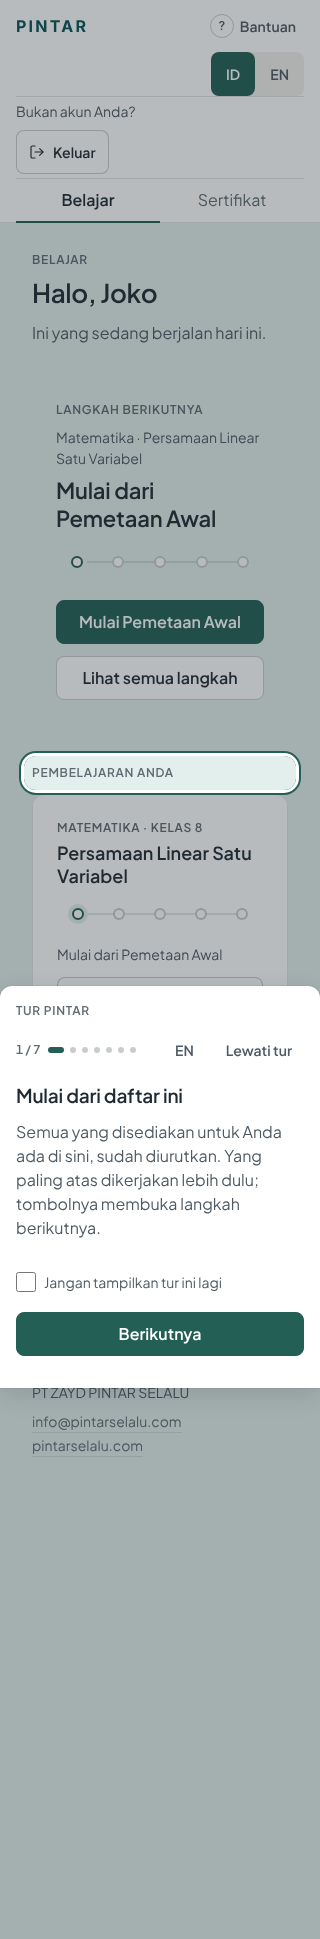 PINTAR
? Bantuan
ID EN
Bukan akun Anda?
Keluar
Belajar Sertifikat
BELAJAR
Halo, Joko
Ini yang sedang berjalan hari ini.
LANGKAH BERIKUTNYA
Matematika · Persamaan Linear
Satu Variabel
Mulai dari
Pemetaan Awal
Mulai Pemetaan Awal
Lihat semua langkah
PEMBELAJARAN ANDA
MATEMATIKA · KELAS 8
Persamaan Linear Satu
Variabel
Mulai dari Pemetaan Awal
TUR PINTAR
1 / 7 EN Lewati tur
Mulai dari daftar ini
Semua yang disediakan untuk Anda
ada di sini, sudah diurutkan. Yang
paling atas dikerjakan lebih dulu;
tombolnya membuka langkah
berikutnya.
Jangan tampilkan tur ini lagi
Berikutnya
PT ZAYD PINTAR SELALU
info@pintarselalu.com
pintarselalu.com